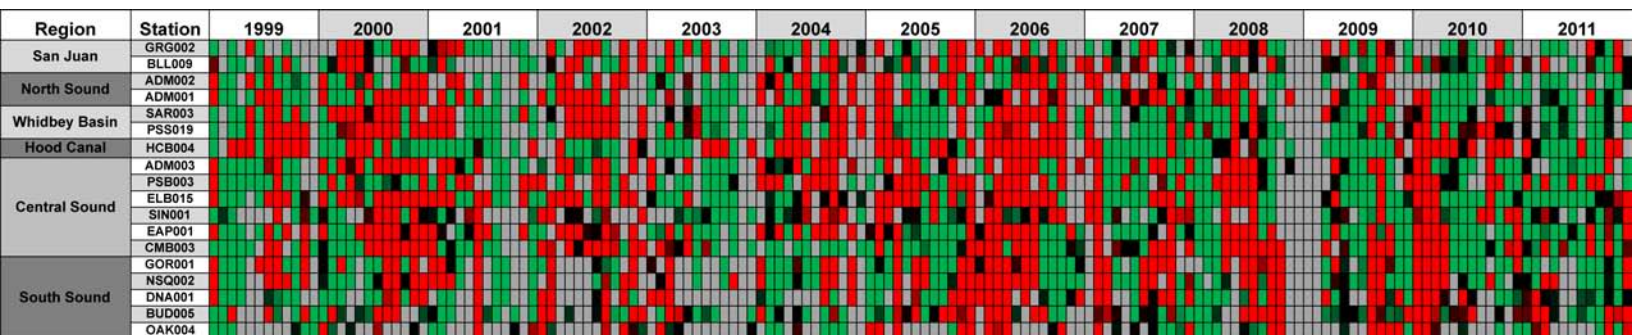 Region Station 1999 2000 2001 2002 2003 2004 2005 2006 2007 2008 2009 2010 2011
San Juan GRG002
BLL009
North Sound ADM002
ADM001
Whidbey Basin SAR003
PSS019
Hood Canal HCB004
Central Sound ADM003
PSB003
ELB015
SIN001
EAP001
CMB003
South Sound GOR001
NSQ002
DNA001
BUD005
OAK004